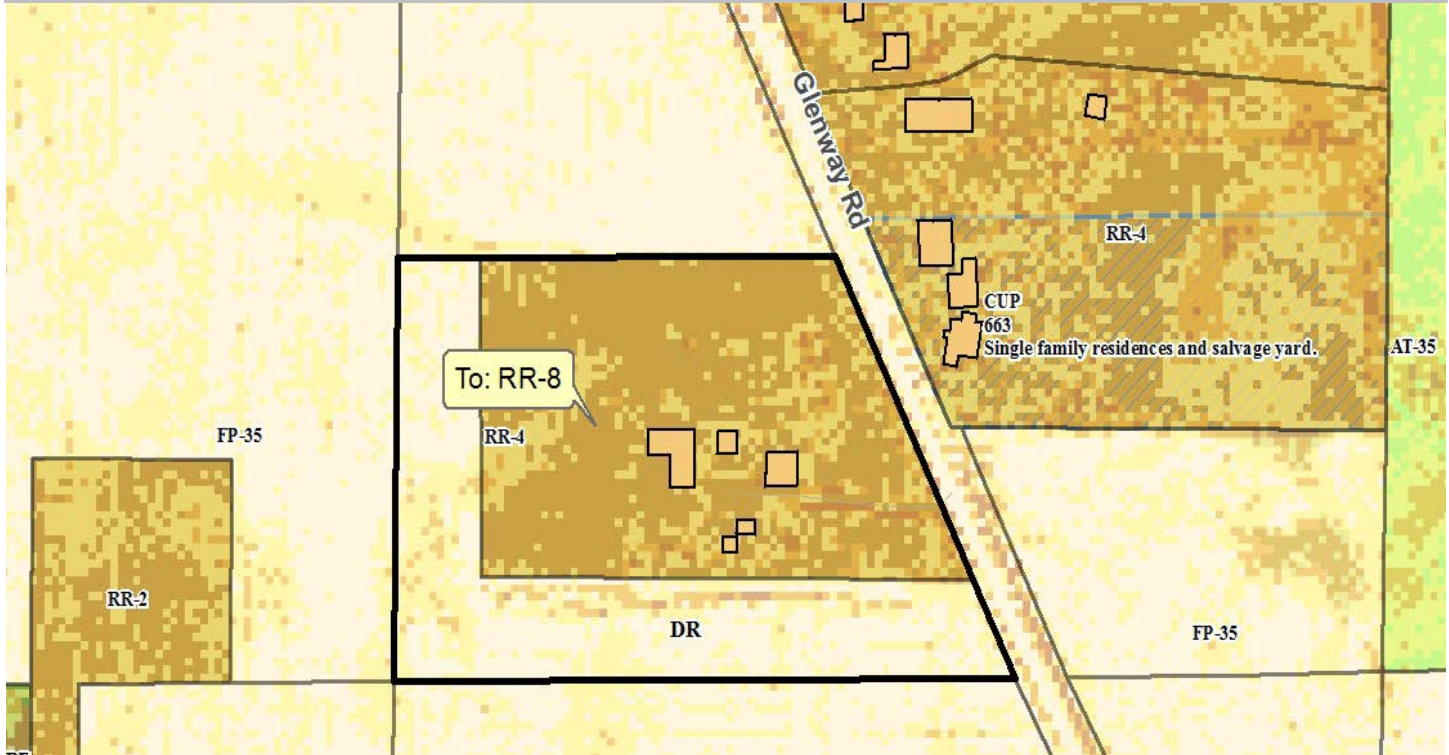 Glenway Rd
RR-4
CUP
663
Single family residences and salvage yard.
AT-35
To: RR-8
RR-4
FP-35
RR-2
DR
FP-35